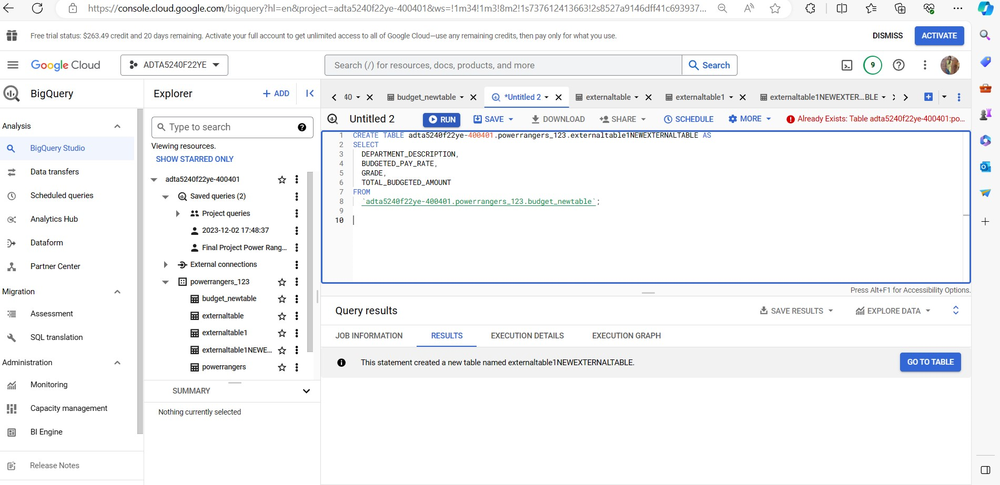 https://console.cloud.google.com/bigquery?hl=en&project=adta5240f22ye-400401&ws=!1m34!1m3!8m2!1s737612413663!2s8527a9146dff41c693937...
Free trial status: $263.49 credit and 20 days remaining. Activate your full account to get unlimited access to all of Google Cloud—use any remaining credits, then pay only for what you use.
DISMISS
ACTIVATE
Google Cloud
ADTA5240F22YE
Search (/) for resources, docs, products, and more
Search
9
BigQuery
Analysis
BigQuery Studio
Data transfers
Scheduled queries
Analytics Hub
Dataform
Partner Center
Migration
Assessment
SQL translation
Administration
Monitoring
Capacity management
BI Engine
Release Notes
Explorer
+ ADD
Type to search
Viewing resources.
SHOW STARRED ONLY
adta5240f22ye-400401
Saved queries (2)
Project queries
2023-12-02 17:48:37
Final Project Power Rang...
External connections
powerrangers_123
budget_newtable
externaltable
externaltable1
externaltable1NEWE...
powerrangers
SUMMARY
Nothing currently selected
40
budget_newtable
*Untitled 2
externaltable
externaltable1
externaltable1NEWEXTER...BLE
Untitled 2
RUN
SAVE
DOWNLOAD
SHARE
SCHEDULE
MORE
Already Exists: Table adta5240f22ye-400401:po...
1 CREATE TABLE adta5240f22ye-400401.powerrangers_123.externaltable1NEWEXTERNALTABLE AS
2 SELECT
3 DEPARTMENT_DESCRIPTION,
4 BUDGETED_PAY_RATE,
5 GRADE,
6 TOTAL_BUDGETED_AMOUNT
7 FROM
8 `adta5240f22ye-400401.powerrangers_123.budget_newtable`;
9
10
Press Alt+F1 for Accessibility Options.
Query results
SAVE RESULTS
EXPLORE DATA
JOB INFORMATION
RESULTS
EXECUTION DETAILS
EXECUTION GRAPH
This statement created a new table named externaltable1NEWEXTERNALTABLE.
GO TO TABLE